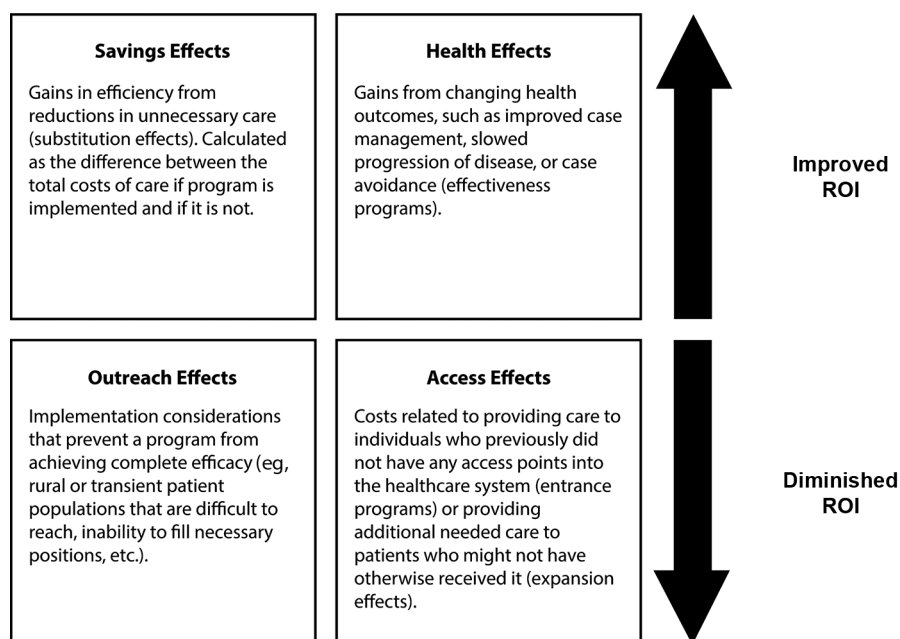 Savings Effects
Gains in efficiency from
reductions in unnecessary care
(substitution effects). Calculated
as the difference between the
total costs of care if program is
implemented and if it is not.
Health Effects
Gains from changing health
outcomes, such as improved case
management, slowed
progression of disease, or case
avoidance (effectiveness
programs).
Improved
ROI
Outreach Effects
Implementation considerations
that prevent a program from
achieving complete efficacy (eg,
rural or transient patient
populations that are difficult to
reach, inability to fill necessary
positions, etc.).
Access Effects
Costs related to providing care to
individuals who previously did
not have any access points into
the healthcare system (entrance
programs) or providing
additional needed care to
patients who might not have
otherwise received it (expansion
effects).
Diminished
ROI